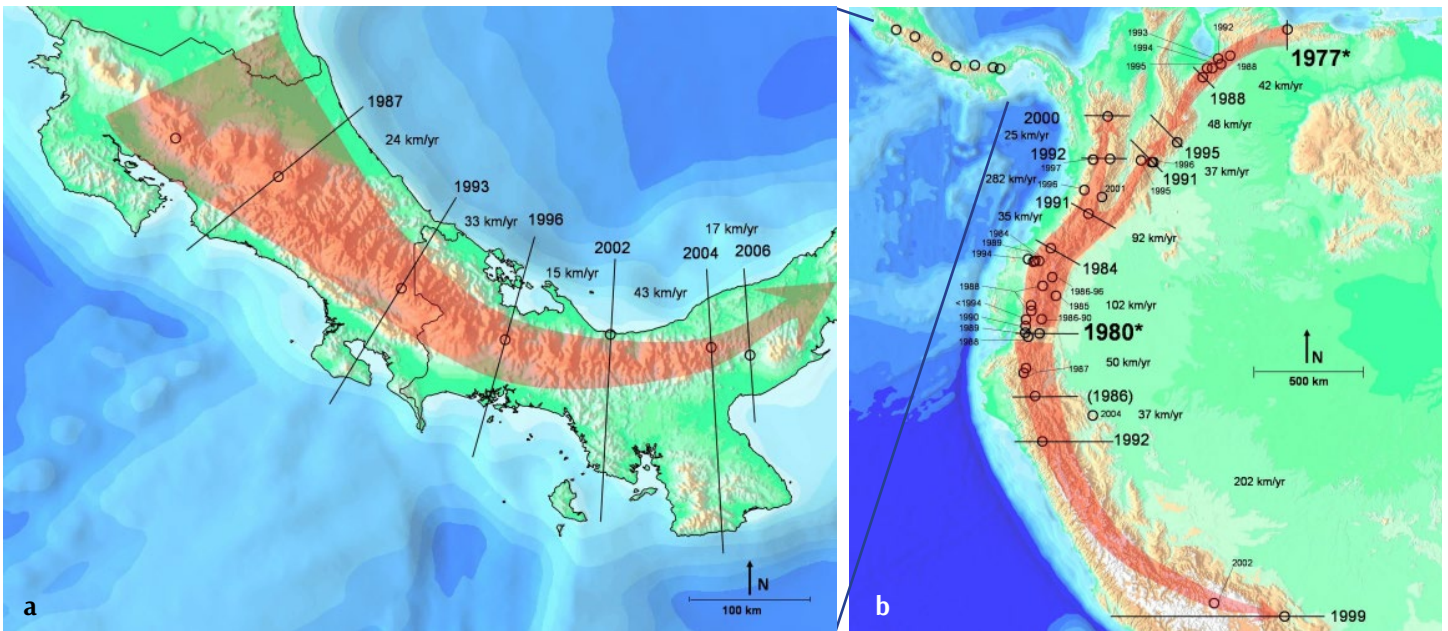 1987
24 km/yr
1993
33 km/yr
1996
15 km/yr
2002
43 km/yr
17 km/yr
2004
2006
N
100 km
a
1992
1993
1994
1995
1988
1977*
42 km/yr
1988
48 km/yr
2000
25 km/yr
1992
1997
1995
1996
37 km/yr
1991
1995
282 km/yr
1996
2001
1991
35 km/yr
92 km/yr
1984
1989
1994
1984
1986-96
1988
1985
<1994
102 km/yr
1990
1986-90
1989
1980*
1988
50 km/yr
1987
(1986)
2004
37 km/yr
1992
N
500 km
202 km/yr
2002
1999
b